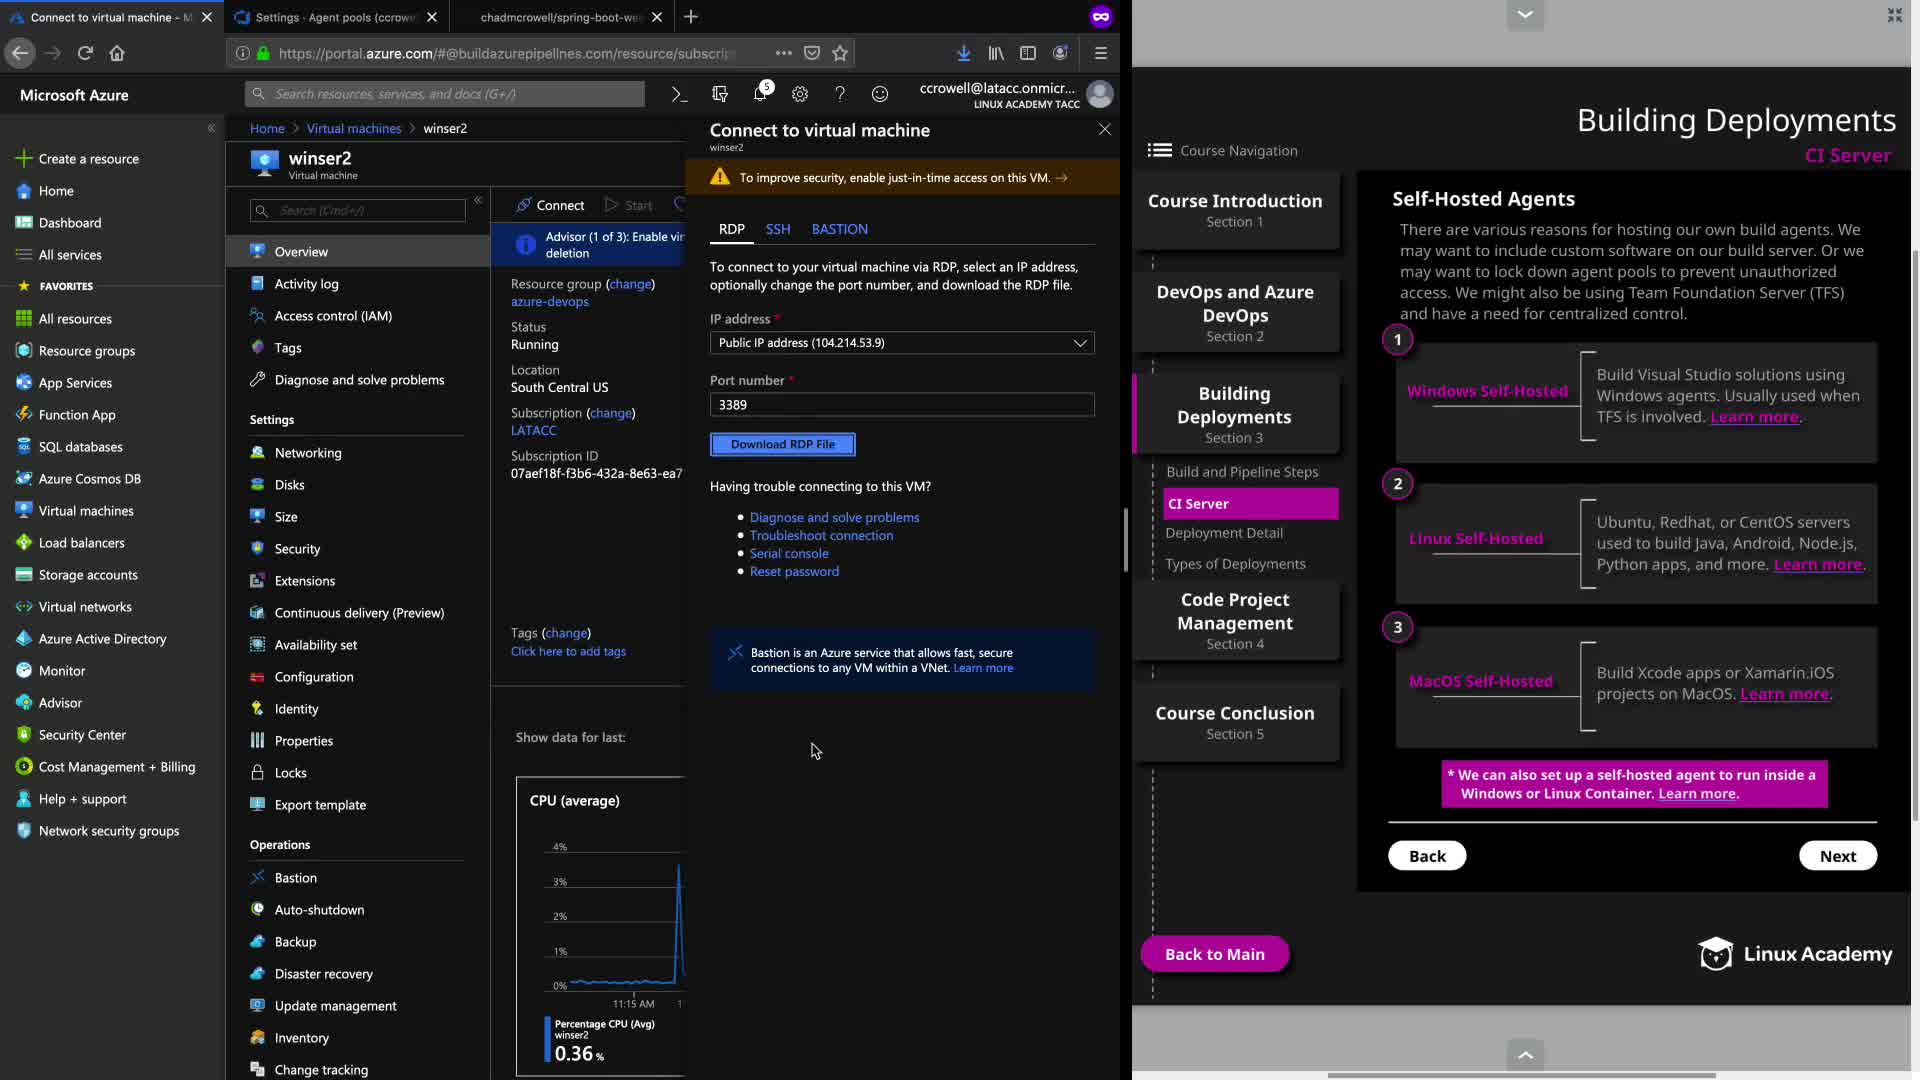 Connect to virtual machine - M
Settings · Agent pools (ccrowe
chadmcrowell/spring-boot-we
https://portal.azure.com/#@buildazurepipelines.com/resource/subscrip
Microsoft Azure
Search resources, services, and docs (G+/)
5
ccrowell@latacc.onmicr...
LINUX ACADEMY TACC
Create a resource
Home
Dashboard
All services
FAVORITES
All resources
Resource groups
App Services
Function App
SQL databases
Azure Cosmos DB
Virtual machines
Load balancers
Storage accounts
Virtual networks
Azure Active Directory
Monitor
Advisor
Security Center
Cost Management + Billing
Help + support
Network security groups
Home > Virtual machines > winser2
winser2
Virtual machine
Search (Cmd+/)
Overview
Activity log
Access control (IAM)
Tags
Diagnose and solve problems
Settings
Networking
Disks
Size
Security
Extensions
Continuous delivery (Preview)
Availability set
Configuration
Identity
Properties
Locks
Export template
Operations
Bastion
Auto-shutdown
Backup
Disaster recovery
Update management
Inventory
Change tracking
Connect
Start
Advisor (1 of 3): Enable vir
deletion
Resource group (change)
azure-devops
Status
Running
Location
South Central US
Subscription (change)
LATACC
Subscription ID
07aef18f-f3b6-432a-8e63-ea7
Tags (change)
Click here to add tags
Show data for last:
CPU (average)
4%
3%
2%
1%
0%
11:15 AM
1
Percentage CPU (Avg)
winser2
0.36 %
Connect to virtual machine
winser2
To improve security, enable just-in-time access on this VM. →
RDP
SSH
BASTION
To connect to your virtual machine via RDP, select an IP address,
optionally change the port number, and download the RDP file.
IP address *
Public IP address (104.214.53.9)
Port number *
3389
Download RDP File
Having trouble connecting to this VM?
Diagnose and solve problems
Troubleshoot connection
Serial console
Reset password
Bastion is an Azure service that allows fast, secure
connections to any VM within a VNet. Learn more
Building Deployments
CI Server
Course Navigation
Course Introduction
Section 1
DevOps and Azure
DevOps
Section 2
Building
Deployments
Section 3
Build and Pipeline Steps
CI Server
Deployment Detail
Types of Deployments
Code Project
Management
Section 4
Course Conclusion
Section 5
Back to Main
Self-Hosted Agents
There are various reasons for hosting our own build agents. We
may want to include custom software on our build server. Or we
may want to lock down agent pools to prevent unauthorized
access. We might also be using Team Foundation Server (TFS)
and have a need for centralized control.
1
Windows Self-Hosted
Build Visual Studio solutions using
Windows agents. Usually used when
TFS is involved. Learn more.
2
Linux Self-Hosted
Ubuntu, Redhat, or CentOS servers
used to build Java, Android, Node.js,
Python apps, and more. Learn more.
3
MacOS Self-Hosted
Build Xcode apps or Xamarin.iOS
projects on MacOS. Learn more.
* We can also set up a self-hosted agent to run inside a
Windows or Linux Container. Learn more.
Back
Next
Linux Academy